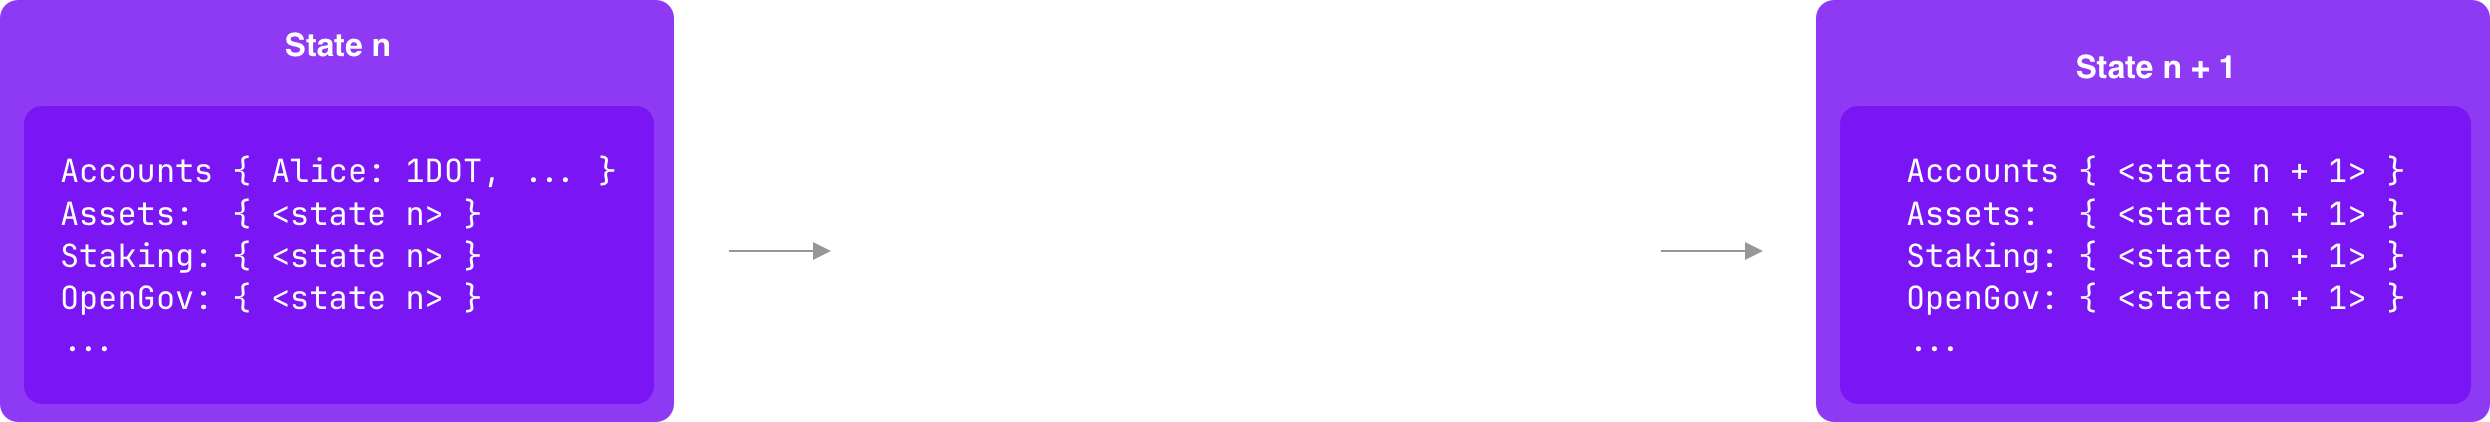 State n
Accounts { Alice: 1DOT, ... }
Assets:  { <state n> }
Staking: { <state n> }
OpenGov: { <state n> }
...
State n + 1
Accounts { <state n + 1> }
Assets:  { <state n + 1> }
Staking: { <state n + 1> }
OpenGov: { <state n + 1> }
...